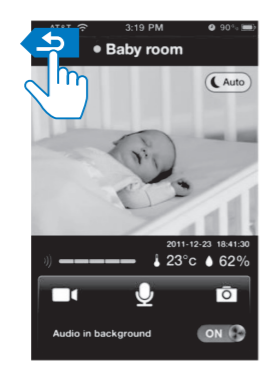 AT&T 3:19 PM 90%
Baby room
Auto
2011-12-23 18:41:30
23°c 62%
Audio in background
ON